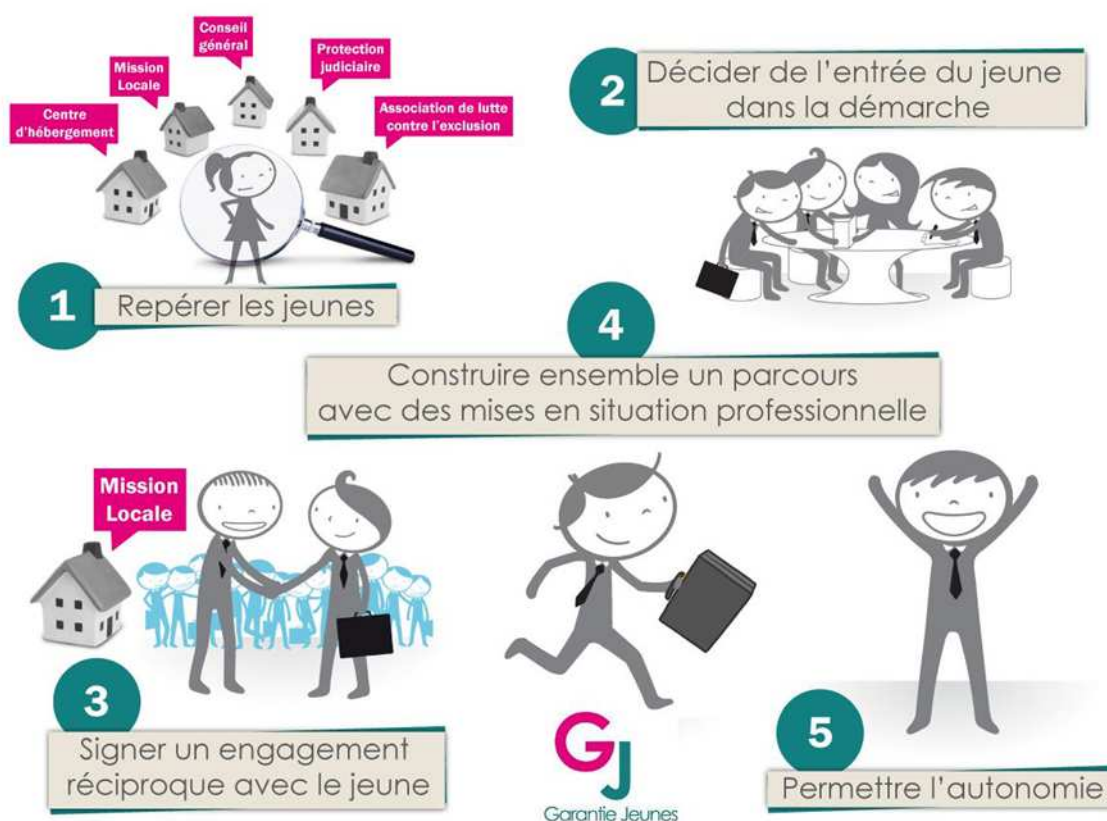 Conseil
général
Protection
judiciaire
Mission
Locale
Centre
d'hébergement
Association de lutte
contre l'exclusion
1
Repérer les jeunes
2
Décider de l'entrée du jeune
dans la démarche
4
Construire ensemble un parcours
avec des mises en situation professionnelle
Mission
Locale
3
Signer un engagement
réciproque avec le jeune
GJ
Garantie Jeunes
5
Permettre l'autonomie